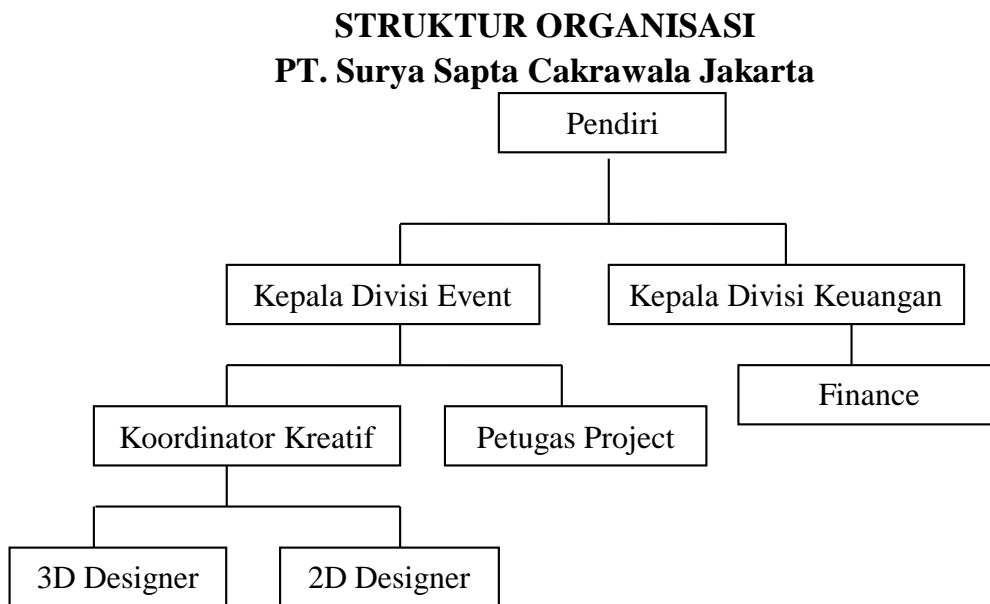 STRUKTUR ORGANISASI
PT. Surya Sapta Cakrawala Jakarta
Pendiri
Kepala Divisi Event
Kepala Divisi Keuangan
Finance
Koordinator Kreatif
Petugas Project
3D Designer
2D Designer